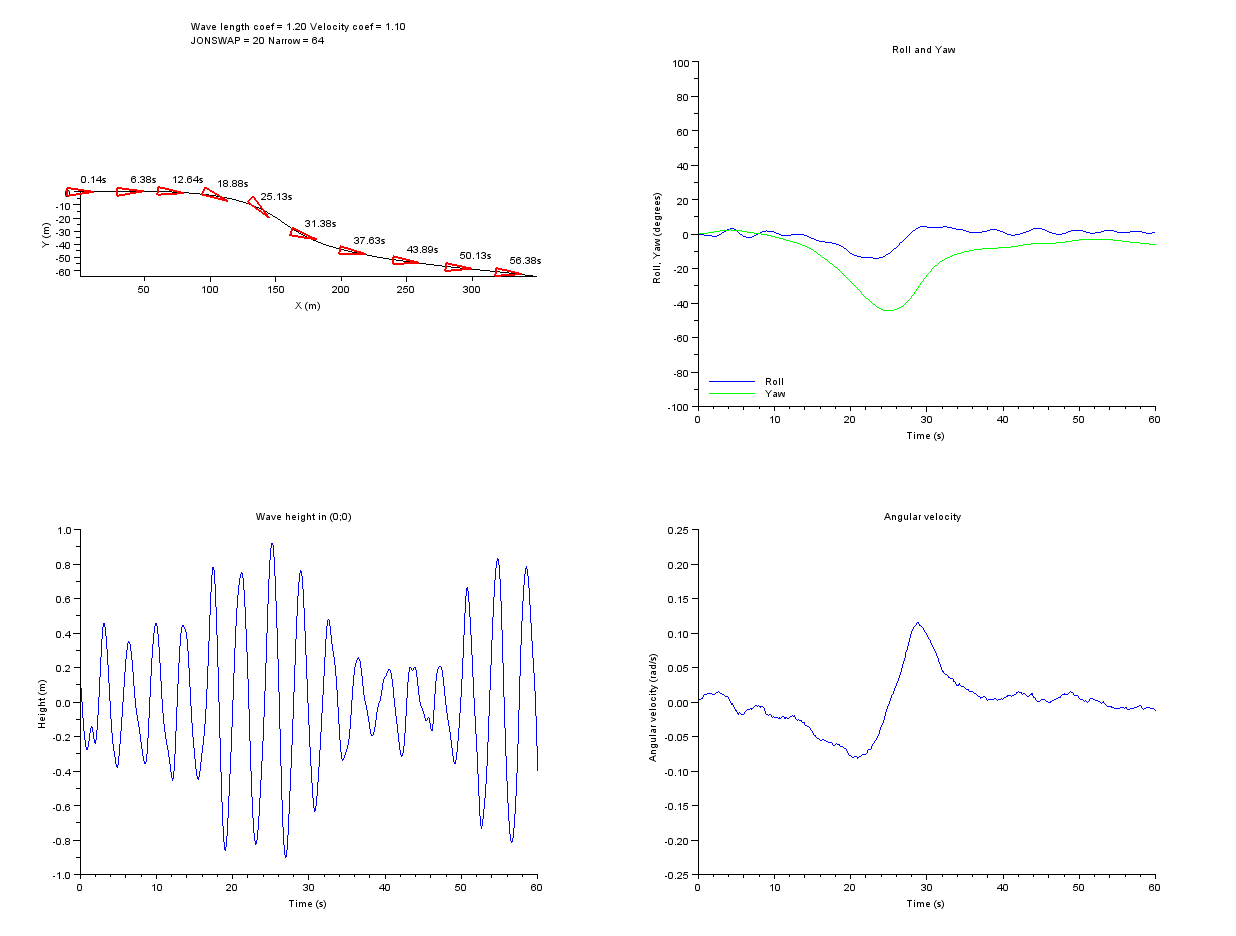 Wave length coef = 1.20 Velocity coef = 1.10
JONSWAP = 20 Narrow = 64
0.14s 6.38s 12.64s 18.88s 25.13s 31.38s 37.63s 43.89s 50.13s 56.38s
0
-10
-20
-30
-40
-50
-60
Y (m)
50 100 150 200 250 300
X (m)
Roll and Yaw
100
80
60
40
20
0
-20
-40
-60
-80
-100
Roll, Yaw (degrees)
Roll
Yaw
0 10 20 30 40 50 60
Time (s)
Wave height in (0;0)
1.0
0.8
0.6
0.4
0.2
0.0
-0.2
-0.4
-0.6
-0.8
-1.0
Height (m)
0 10 20 30 40 50 60
Time (s)
Angular velocity
0.25
0.20
0.15
0.10
0.05
0.00
-0.05
-0.10
-0.15
-0.20
-0.25
Angular velocity (rad/s)
0 10 20 30 40 50 60
Time (s)